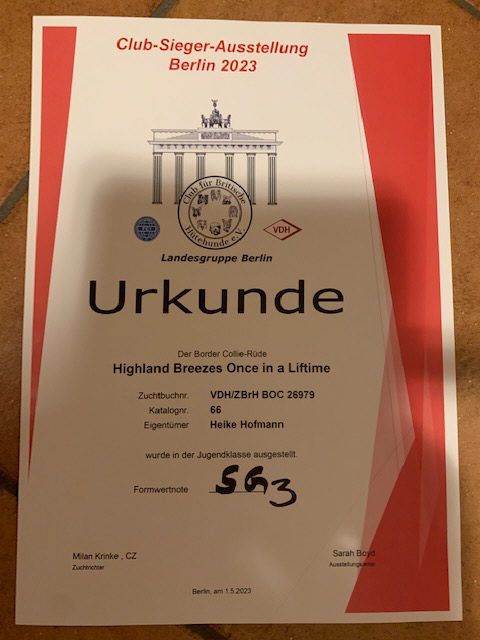 Club-Sieger-Ausstellung
Berlin 2023
Club für Britische
Hütehunde e.V.
FCI
VDH
Landesgruppe Berlin
Urkunde
Der Border Collie-Rüde
Highland Breezes Once in a Liftime
Zuchtbuchnr. VDH/ZBrH BOC 26979
Katalognr. 66
Eigentümer Heike Hofmann
wurde in der Jugendklasse ausgestellt.
Formwertnote SG3
Milan Krinke , CZ
Zuchtrichter
Sarah Boyd
Ausstellungsleiter
Berlin, am 1.5.2023